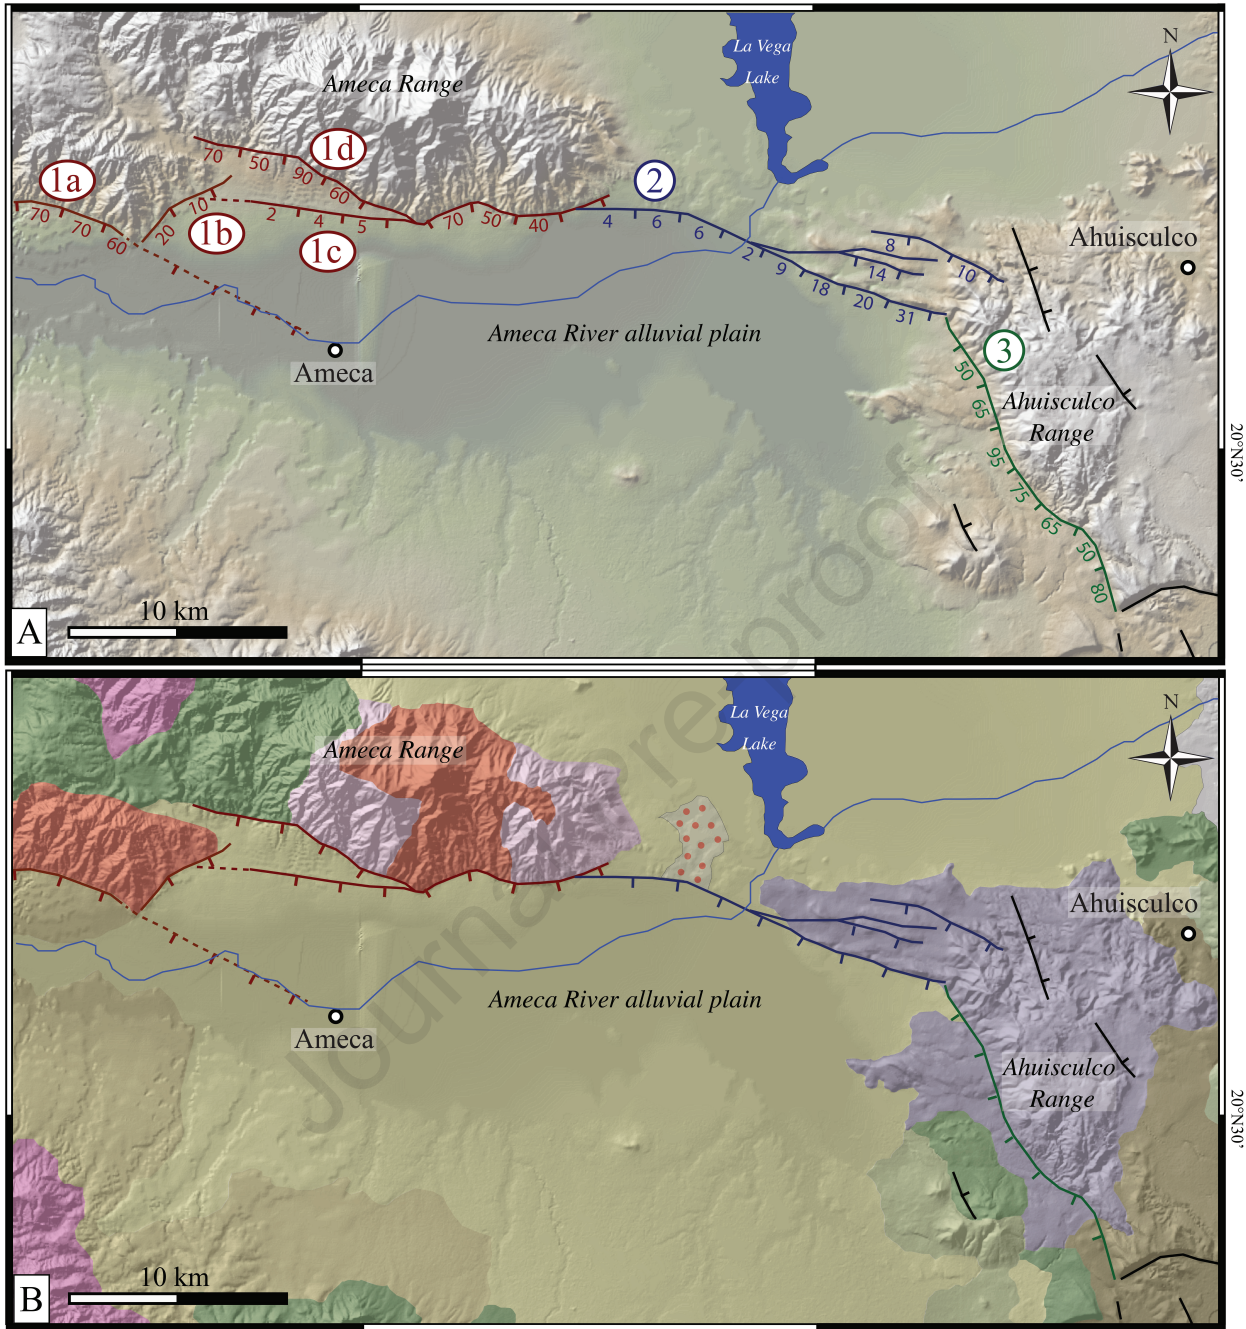 La Vega
Lake
N
Ameca Range
1a
1d
2
70 50 90 60
70 70 60
20 10
1b
2 4 5
1c
70 50 40
4 6 6
2 9 18 20 31
8
14
10
Ahuisculco
Ameca River alluvial plain
Ameca
3
Ahuisculco
Range
50 65 95 75 65 50 80
20°N30'
10 km
A
La Vega
Lake
N
Ameca Range
Ahuisculco
Ameca River alluvial plain
Ameca
Ahuisculco
Range
20°N30'
10 km
B
Journal Pre-proof